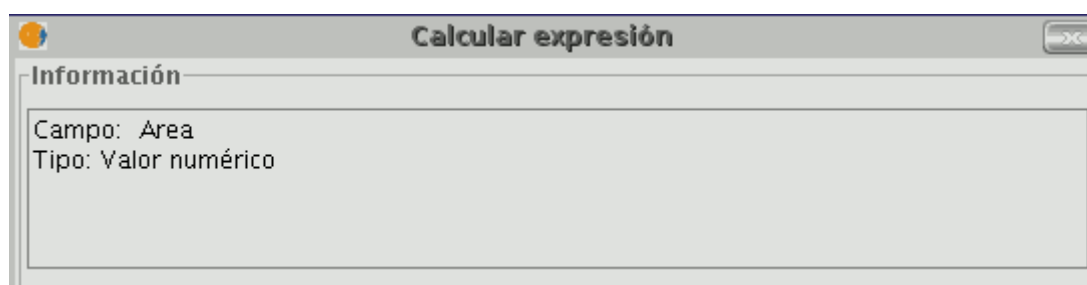 Calcular expresión
Información
Campo: Area
Tipo: Valor numérico